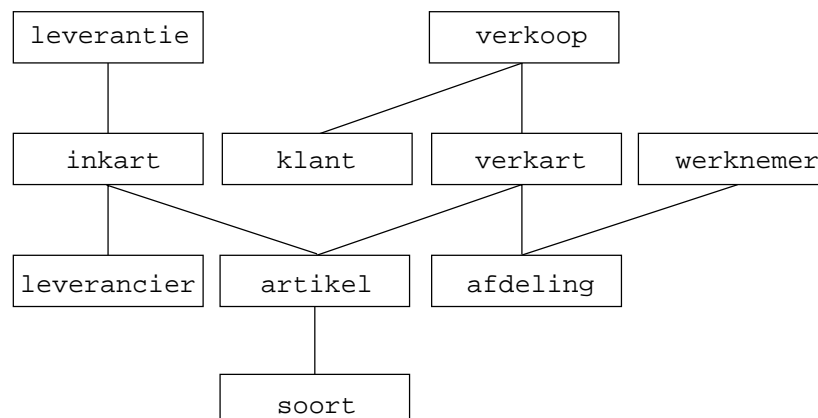 leverantie
verkoop
inkart
klant
verkart
werknemer
leverancier
artikel
afdeling
soort